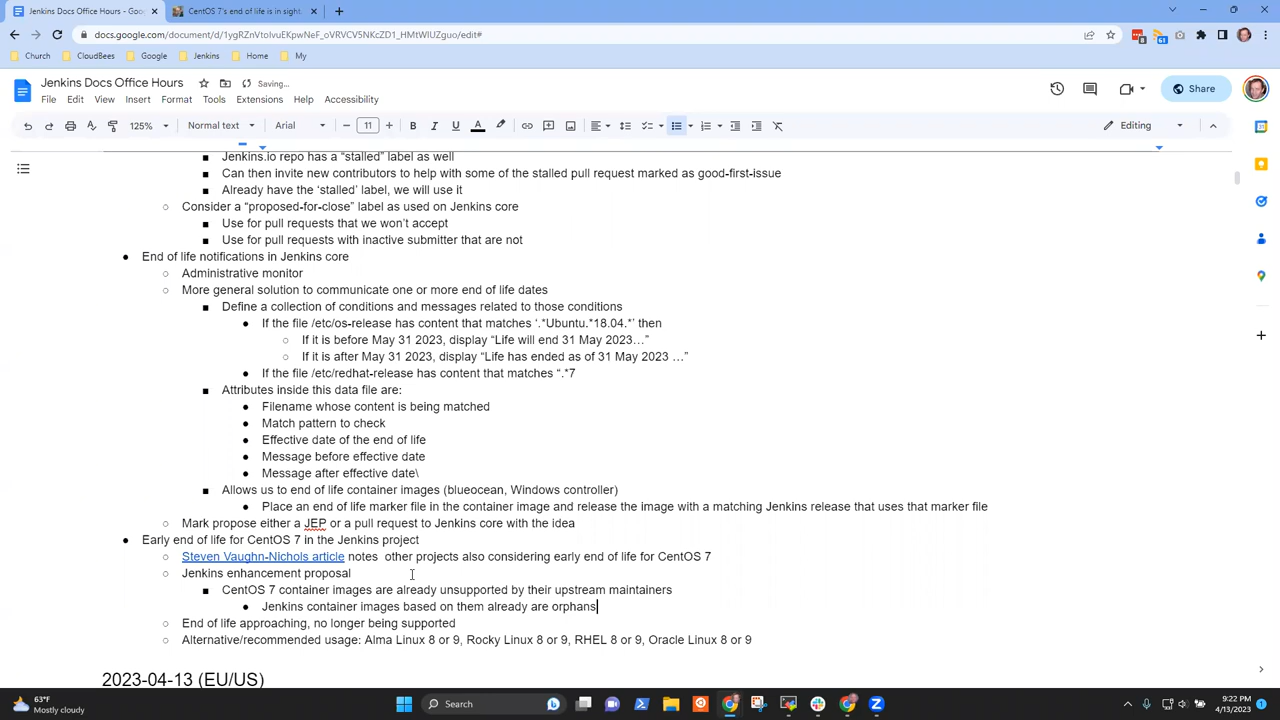 Jenkins Docs Office Hours - Goo
CentOS 7's end of life is in sight.
docs.google.com/document/d/1ygRZnVtoIvuEKpwNeF_oVRVCV5NKcZD1_HMtWIUZguo/edit#
Church
CloudBees
Google
Jenkins
Home
My
Jenkins Docs Office Hours
Saving...
File Edit View Insert Format Tools Extensions Help Accessibility
Share
125%
Normal text
Arial
11
Editing
Jenkins.io repo has a “stalled” label as well
Can then invite new contributors to help with some of the stalled pull request marked as good-first-issue
Already have the ‘stalled’ label, we will use it
Consider a “proposed-for-close” label as used on Jenkins core
Use for pull requests that we won’t accept
Use for pull requests with inactive submitter that are not
End of life notifications in Jenkins core
Administrative monitor
More general solution to communicate one or more end of life dates
Define a collection of conditions and messages related to those conditions
If the file /etc/os-release has content that matches ‘.*Ubuntu.*18.04.*’ then
If it is before May 31 2023, display “Life will end 31 May 2023…”
If it is after May 31 2023, display “Life has ended as of 31 May 2023 …”
If the file /etc/redhat-release has content that matches “.*7
Attributes inside this data file are:
Filename whose content is being matched
Match pattern to check
Effective date of the end of life
Message before effective date
Message after effective date\
Allows us to end of life container images (blueocean, Windows controller)
Place an end of life marker file in the container image and release the image with a matching Jenkins release that uses that marker file
Mark propose either a JEP or a pull request to Jenkins core with the idea
Early end of life for CentOS 7 in the Jenkins project
Steven Vaughn-Nichols article notes  other projects also considering early end of life for CentOS 7
Jenkins enhancement proposal
CentOS 7 container images are already unsupported by their upstream maintainers
Jenkins container images based on them already are orphans
End of life approaching, no longer being supported
Alternative/recommended usage: Alma Linux 8 or 9, Rocky Linux 8 or 9, RHEL 8 or 9, Oracle Linux 8 or 9
2023-04-13 (EU/US)
63°F
Mostly cloudy
Search
9:22 PM
4/13/2023